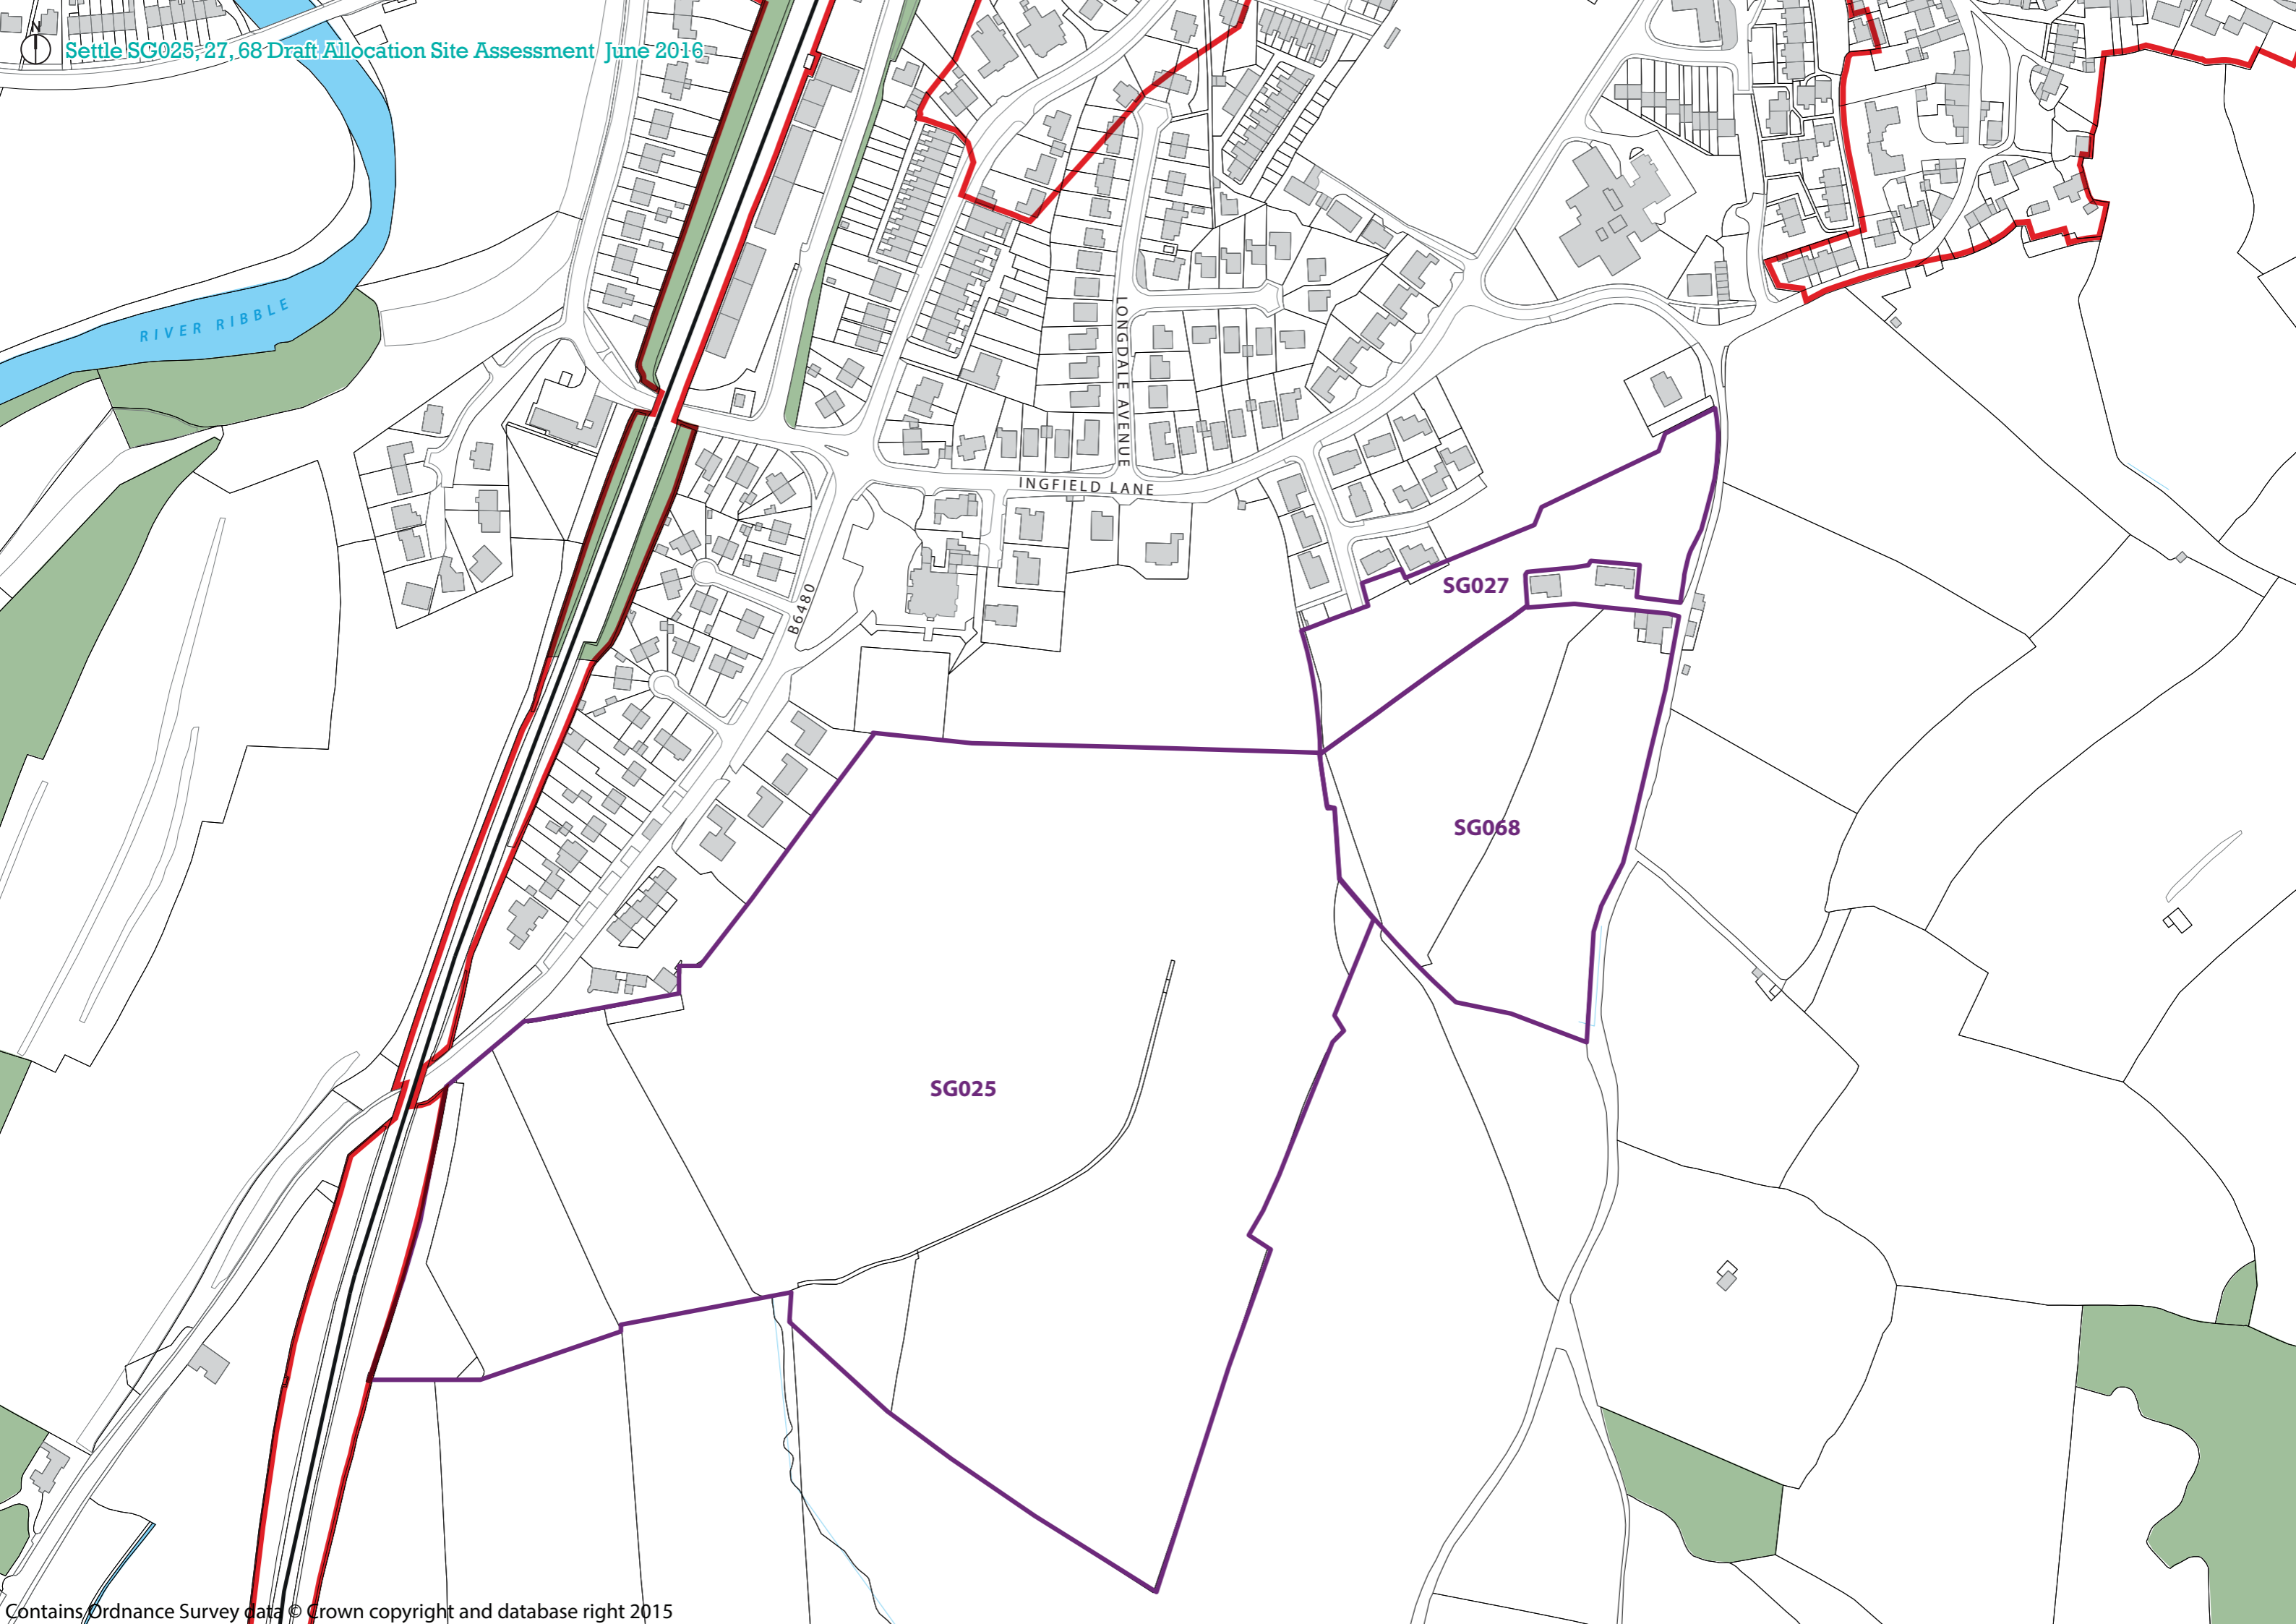 N
Settle SG025, 27, 68 Draft Allocation Site Assessment June 2016
RIVER RIBBLE
LONGDALE AVENUE
INGFIELD LANE
B6480
SG027
SG068
SG025
Contains Ordnance Survey data © Crown copyright and database right 2015